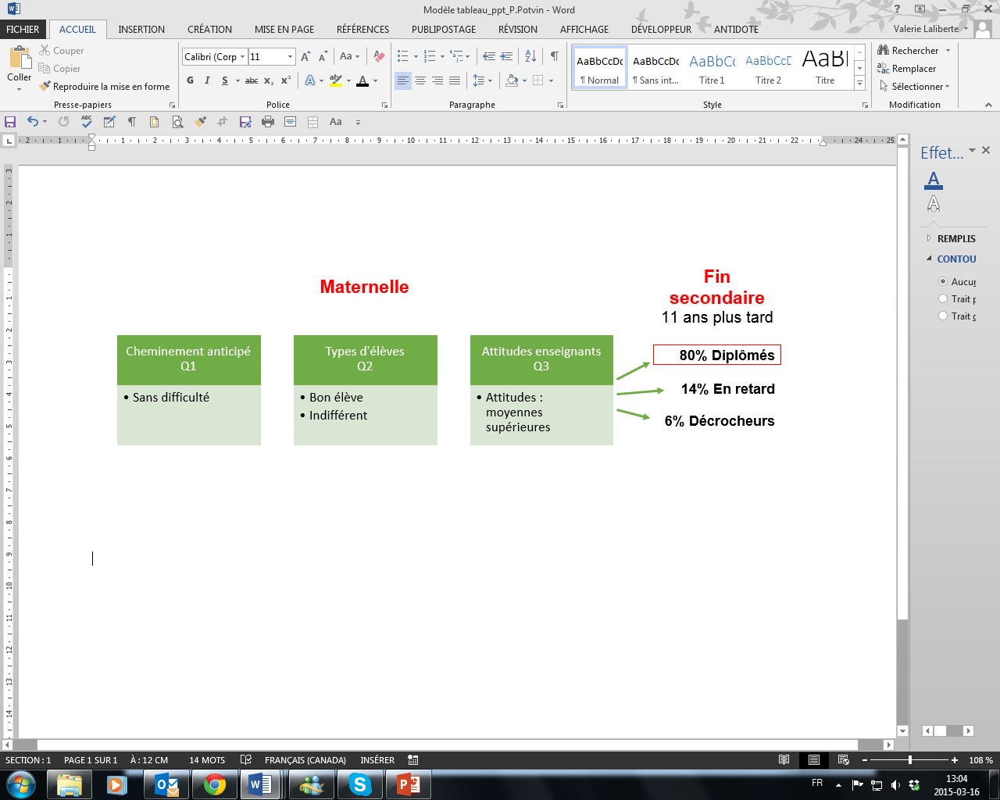 Modèle tableau_ppt_P.Potvin - Word
FICHIER ACCUEIL INSERTION CRÉATION MISE EN PAGE RÉFÉRENCES PUBLIPOSTAGE RÉVISION AFFICHAGE DÉVELOPPEUR ANTIDOTE Valerie Laliberte
Coller
Couper
Copier
Reproduire la mise en forme
Presse-papiers
Calibri (Corp 11
G I S abc x₂ x²
Police
Paragraphe
AaBbCcDc AaBbCcDc AaBbCc AaBbCcD AaBl
¶ Normal ¶ Sans int... Titre 1 Titre 2 Titre
Style
Rechercher
Remplacer
Sélectionner
Modification
Effet...
REMPLIS
CONTOU
Aucun
Trait p
Trait g
Maternelle
Fin
secondaire
11 ans plus tard
Cheminement anticipé
Q1
• Sans difficulté
Types d'élèves
Q2
• Bon élève
• Indifférent
Attitudes enseignants
Q3
• Attitudes :
moyennes
supérieures
80% Diplômés
14% En retard
6% Décrocheurs
SECTION : 1 PAGE 1 SUR 1 À : 12 CM 14 MOTS FRANÇAIS (CANADA) INSÉRER 108 %
FR 13:04
2015-03-16